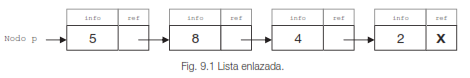 info ref info ref info ref info ref
Nodo p 5 8 4 2 X
Fig. 9.1 Lista enlazada.